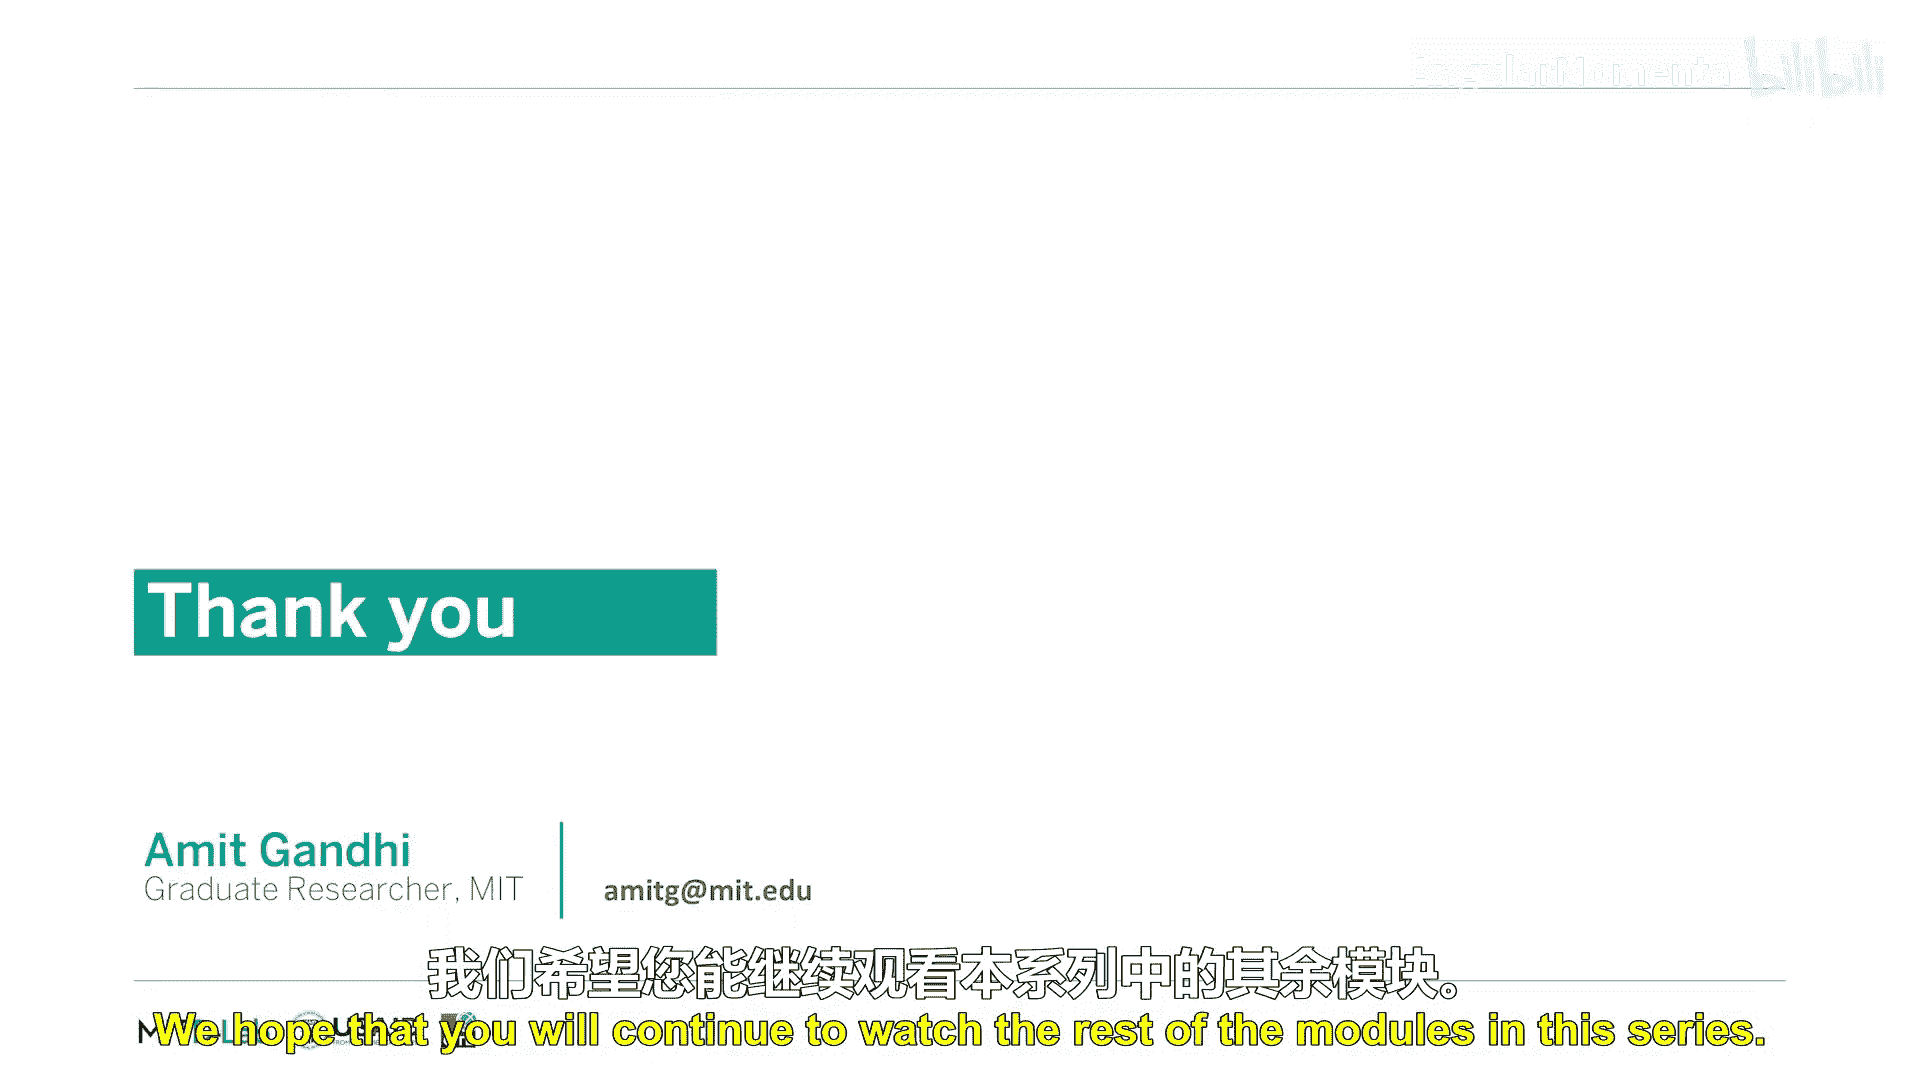 bilibili
Thank you
Amit Gandhi
Graduate Researcher, MIT
amitg@mit.edu
我们希望您能继续观看本系列中的其余模块。
We hope that you will continue to watch the rest of the modules in this series.